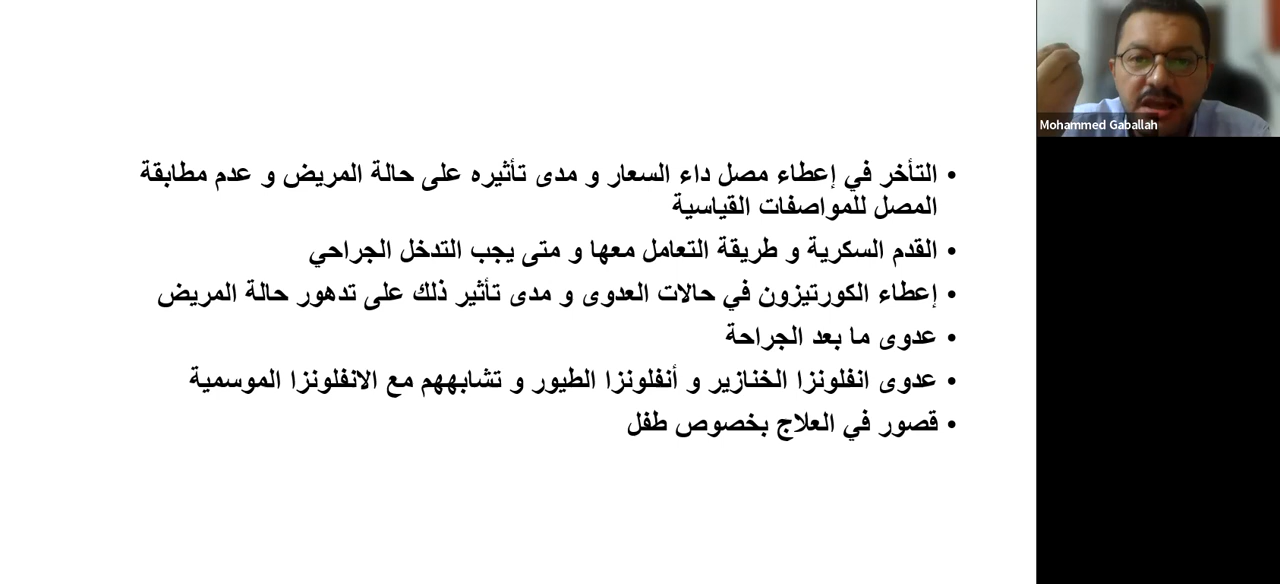 • التأخر في إعطاء مصل داء السعار و مدى تأثيره على حالة المريض و عدم مطابقة
المصل للمواصفات القياسية
• القدم السكرية و طريقة التعامل معها و متى يجب التدخل الجراحي
• إعطاء الكورتيزون في حالات العدوى و مدى تأثير ذلك على تدهور حالة المريض
• عدوى ما بعد الجراحة
• عدوى انفلونزا الخنازير و أنفلونزا الطيور و تشابههم مع الانفلونزا الموسمية
• قصور في العلاج بخصوص طفل
Mohammed Gaballah